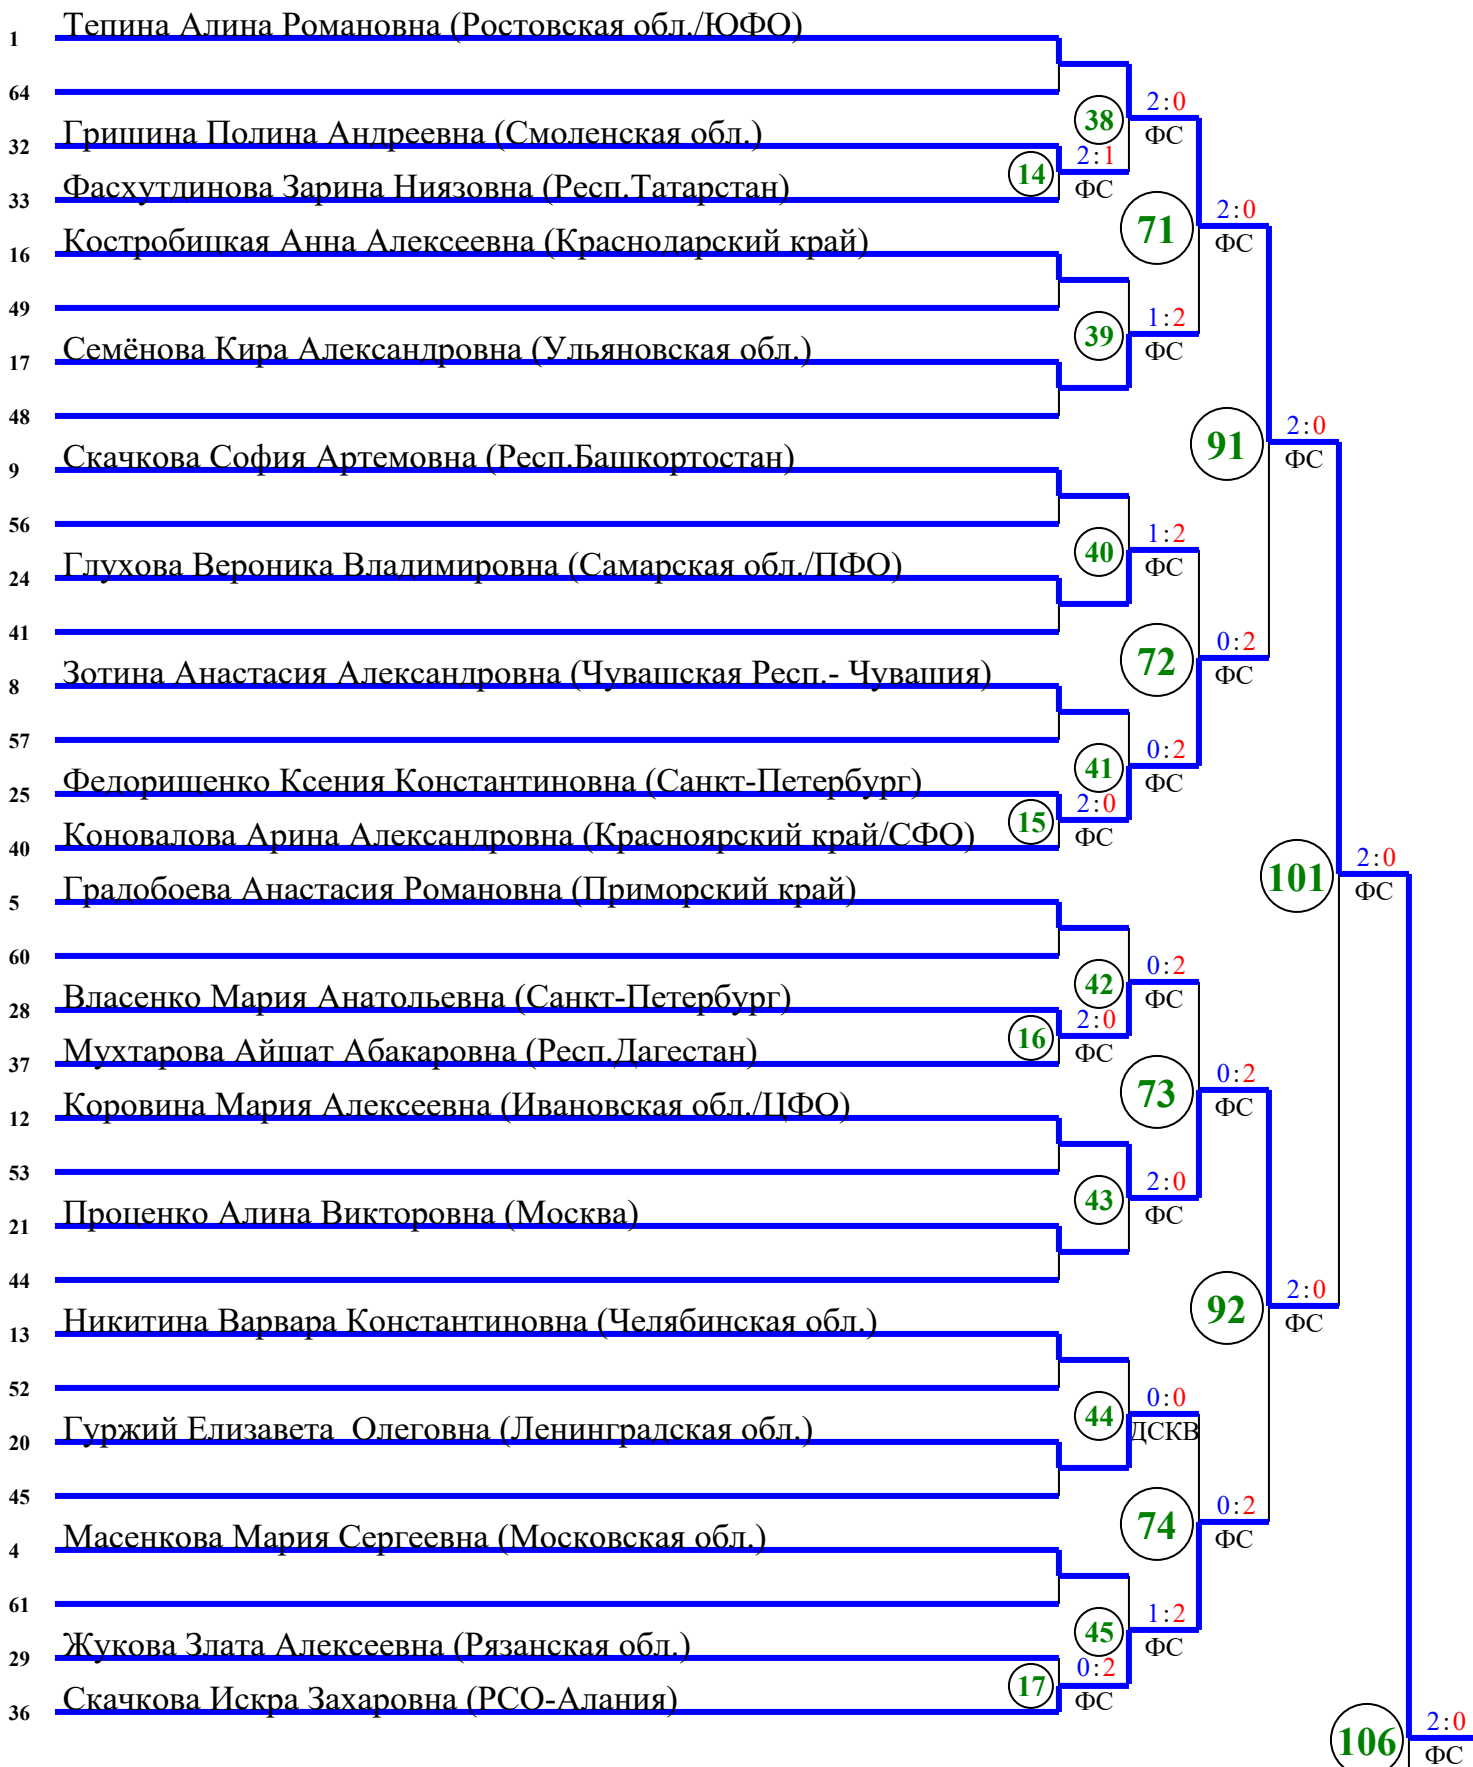 Тепина Алина Романовна (Ростовская обл./ЮФО)
1
64
2:0
38
ФС
Гришина Полина Андреевна (Смоленская обл.)
32
2:1
14
ФС
Фасхутдинова Зарина Ниязовна (Респ.Татарстан)
33
2:0
71
ФС
Костробицкая Анна Алексеевна (Краснодарский край)
16
49
1:2
39
ФС
Семёнова Кира Александровна (Ульяновская обл.)
17
48
2:0
91
ФС
Скачкова София Артемовна (Респ.Башкортостан)
9
56
1:2
40
ФС
Глухова Вероника Владимировна (Самарская обл./ПФО)
24
41
0:2
72
ФС
Зотина Анастасия Александровна (Чувашская Респ.- Чувашия)
8
57
0:2
41
ФС
Федорищенко Ксения Константиновна (Санкт-Петербург)
25
2:0
15
ФС
Коновалова Арина Александровна (Красноярский край/СФО)
40
2:0
101
ФС
Градобоева Анастасия Романовна (Приморский край)
5
60
0:2
42
ФС
Власенко Мария Анатольевна (Санкт-Петербург)
28
2:0
16
ФС
Мухтарова Айшат Абакаровна (Респ.Дагестан)
37
0:2
73
ФС
Коровина Мария Алексеевна (Ивановская обл./ЦФО)
12
53
2:0
43
ФС
Проценко Алина Викторовна (Москва)
21
44
2:0
92
ФС
Никитина Варвара Константиновна (Челябинская обл.)
13
52
0:0
44
ДСКВ
Гуржий Елизавета  Олеговна (Ленинградская обл.)
20
45
0:2
74
ФС
Масенкова Мария Сергеевна (Московская обл.)
4
61
1:2
45
ФС
Жукова Злата Алексеевна (Рязанская обл.)
29
0:2
17
ФС
Скачкова Искра Захаровна (РСО-Алания)
36
2:0
106
ФС